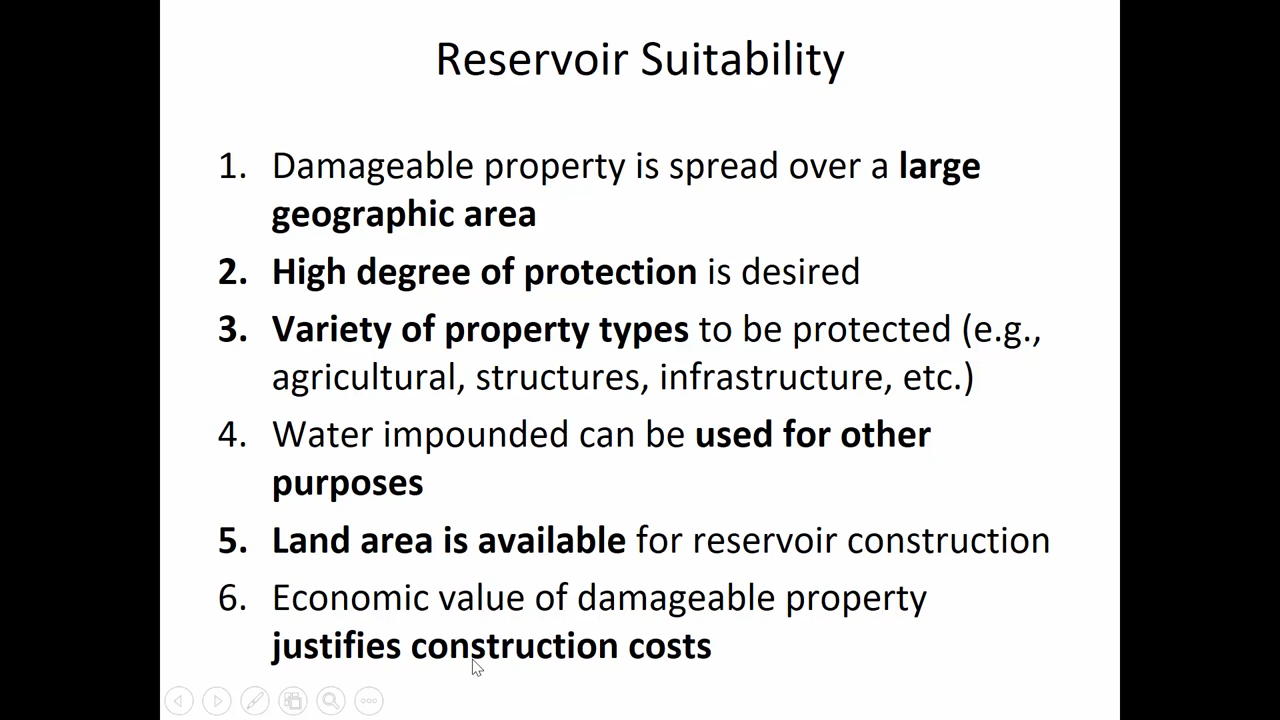 Reservoir Suitability
1. Damageable property is spread over a large
geographic area
2. High degree of protection is desired
3. Variety of property types to be protected (e.g.,
agricultural, structures, infrastructure, etc.)
4. Water impounded can be used for other
purposes
5. Land area is available for reservoir construction
6. Economic value of damageable property
justifies construction costs